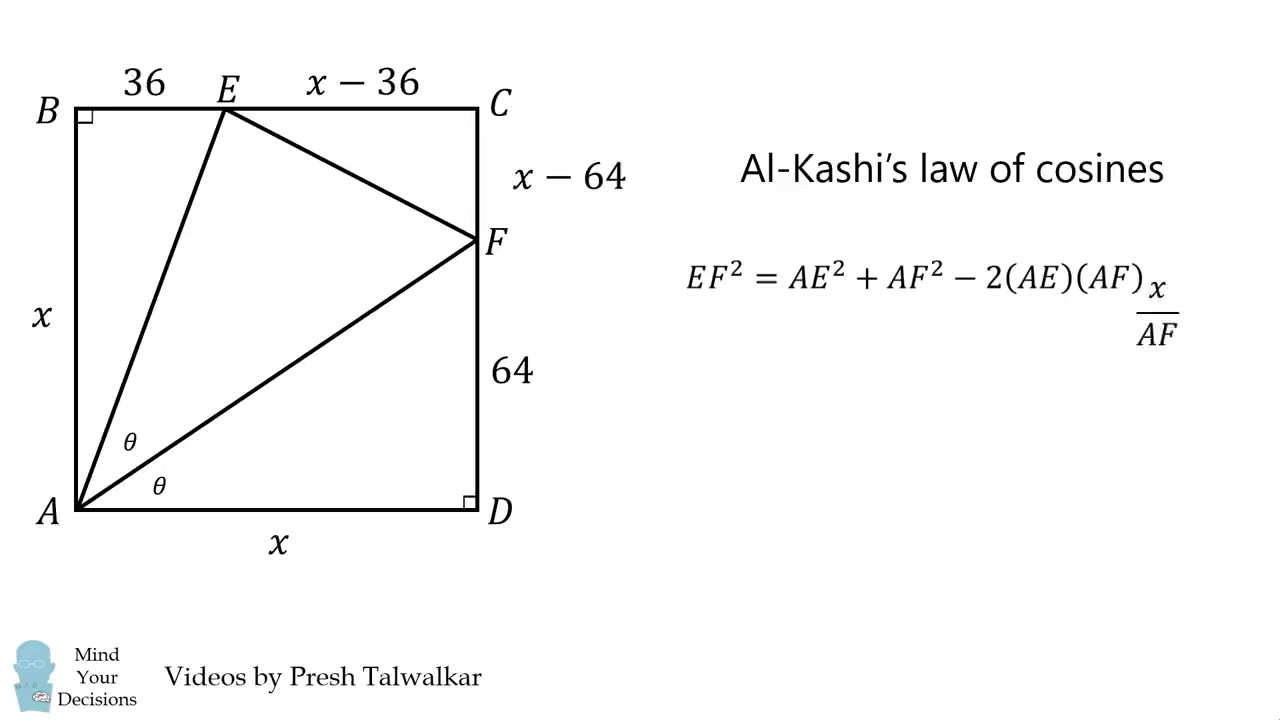 36
E
x − 36
B
C
x − 64
F
x
64
θ
θ
A
D
x
Al-Kashi's law of cosines
EF² = AE² + AF² − 2(AE)(AF) x
AF
Mind
Your
Decisions
Videos by Presh Talwalkar